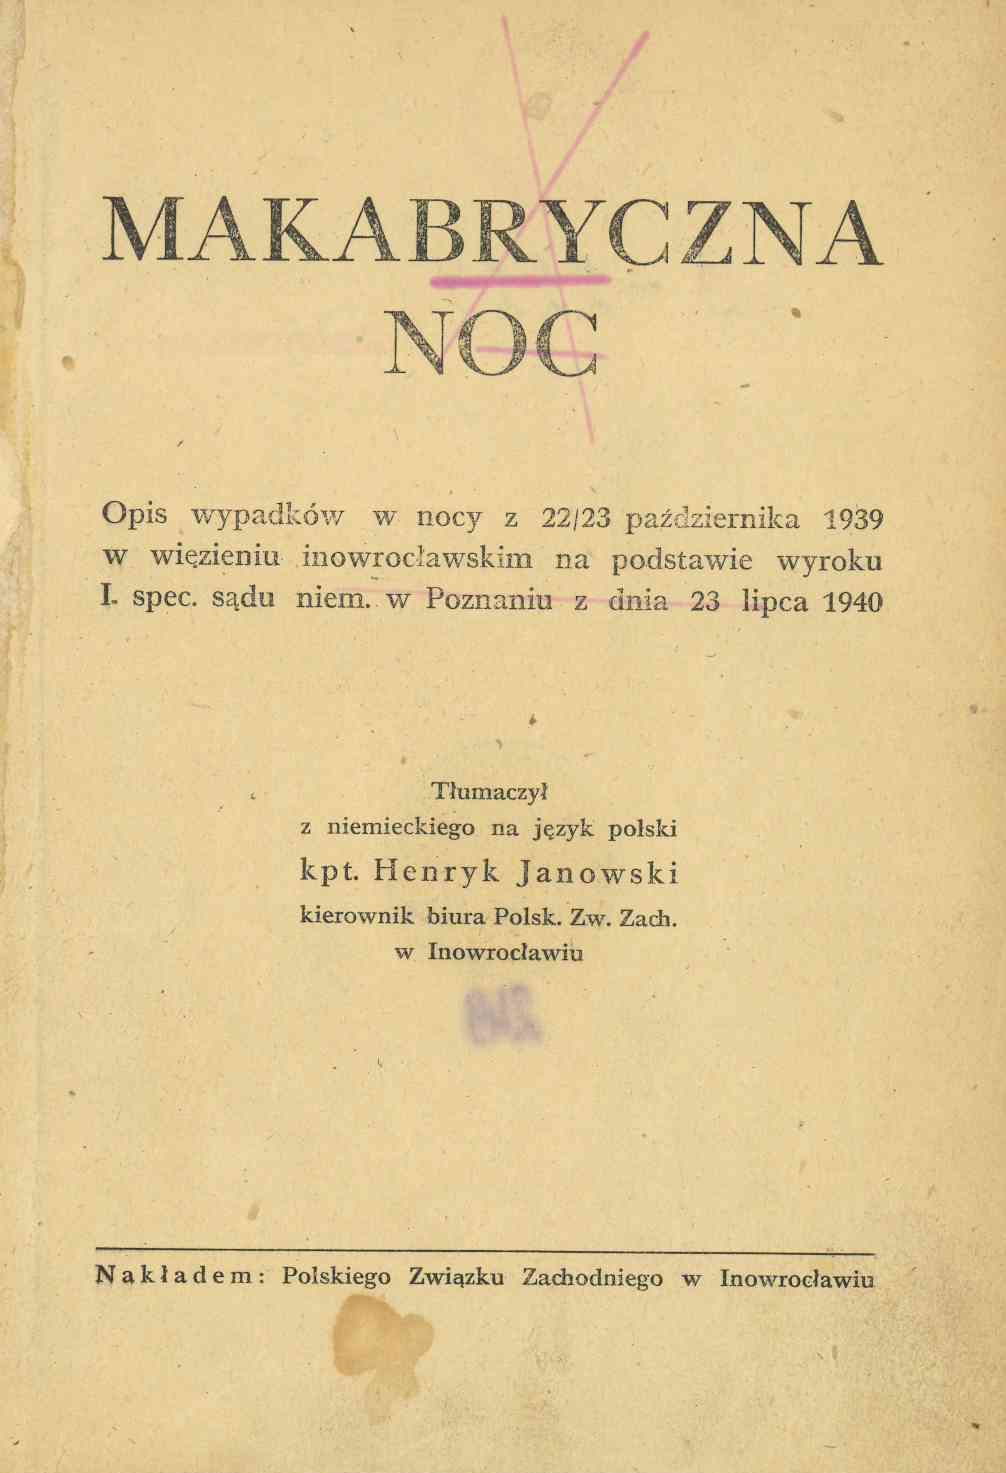 MAKABRYCZNA
NOC
Opis wypadków w nocy z 22/23 października 1939
w więzieniu inowrocławskim na podstawie wyroku
I. spec. sądu niem. w Poznaniu z dnia 23 lipca 1940
Tłumaczył
z niemieckiego na język polski
kpt. Henryk Janowski
kierownik biura Polsk. Zw. Zach.
w Inowrocławiu
Nakładem: Polskiego Związku Zachodniego w Inowrocławiu